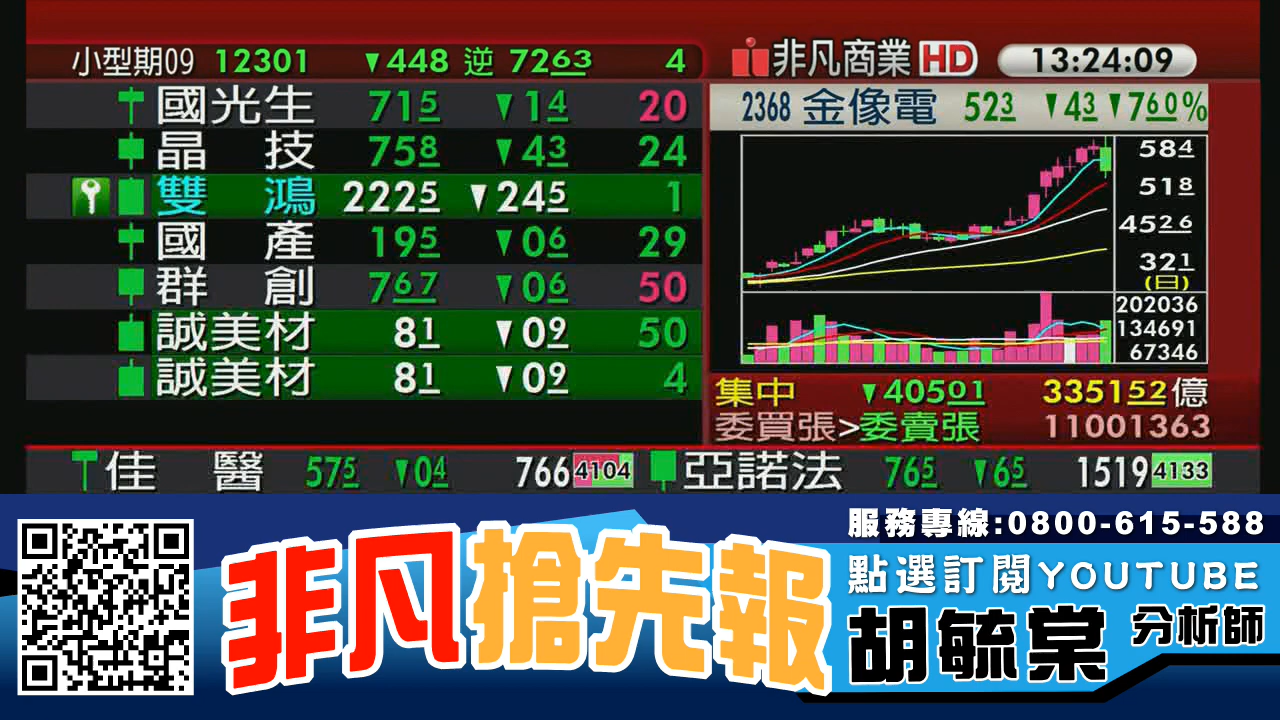 小型期09 12301 ▼448 逆 7263 4
非凡商業HD 13:24:09
國光生 715 ▼14 20
晶技 758 ▼43 24
雙鴻 2225 ▼245 1
國產 195 ▼06 29
群創 767 ▼06 50
誠美材 81 ▼09 50
誠美材 81 ▼09 4
2368 金像電 523 ▼43 ▼760%
584
518
4526
321
(日)
202036
134691
67346
集中 ▼40501 335152億
委買張>委賣張 11001363
佳醫 575 ▼04 766 4104 亞諾法 765 ▼65 1519 4133
非凡搶先報
服務專線:0800-615-588
點選訂閱YOUTUBE
胡毓棠 分析師